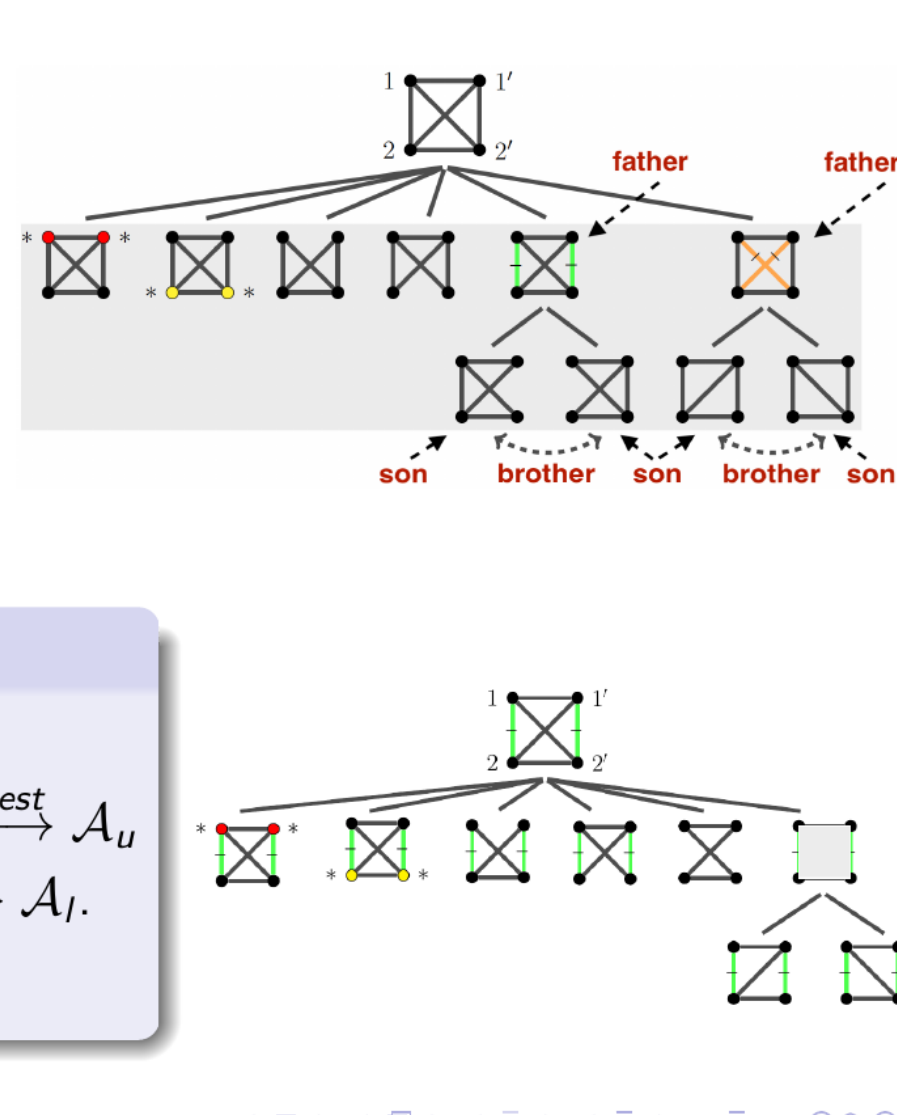 1 1′
2 2′
father father
* *
* *
son brother son brother son
est
→ 𝒜u
𝒜l.
1 1′
2 2′
* *
* *